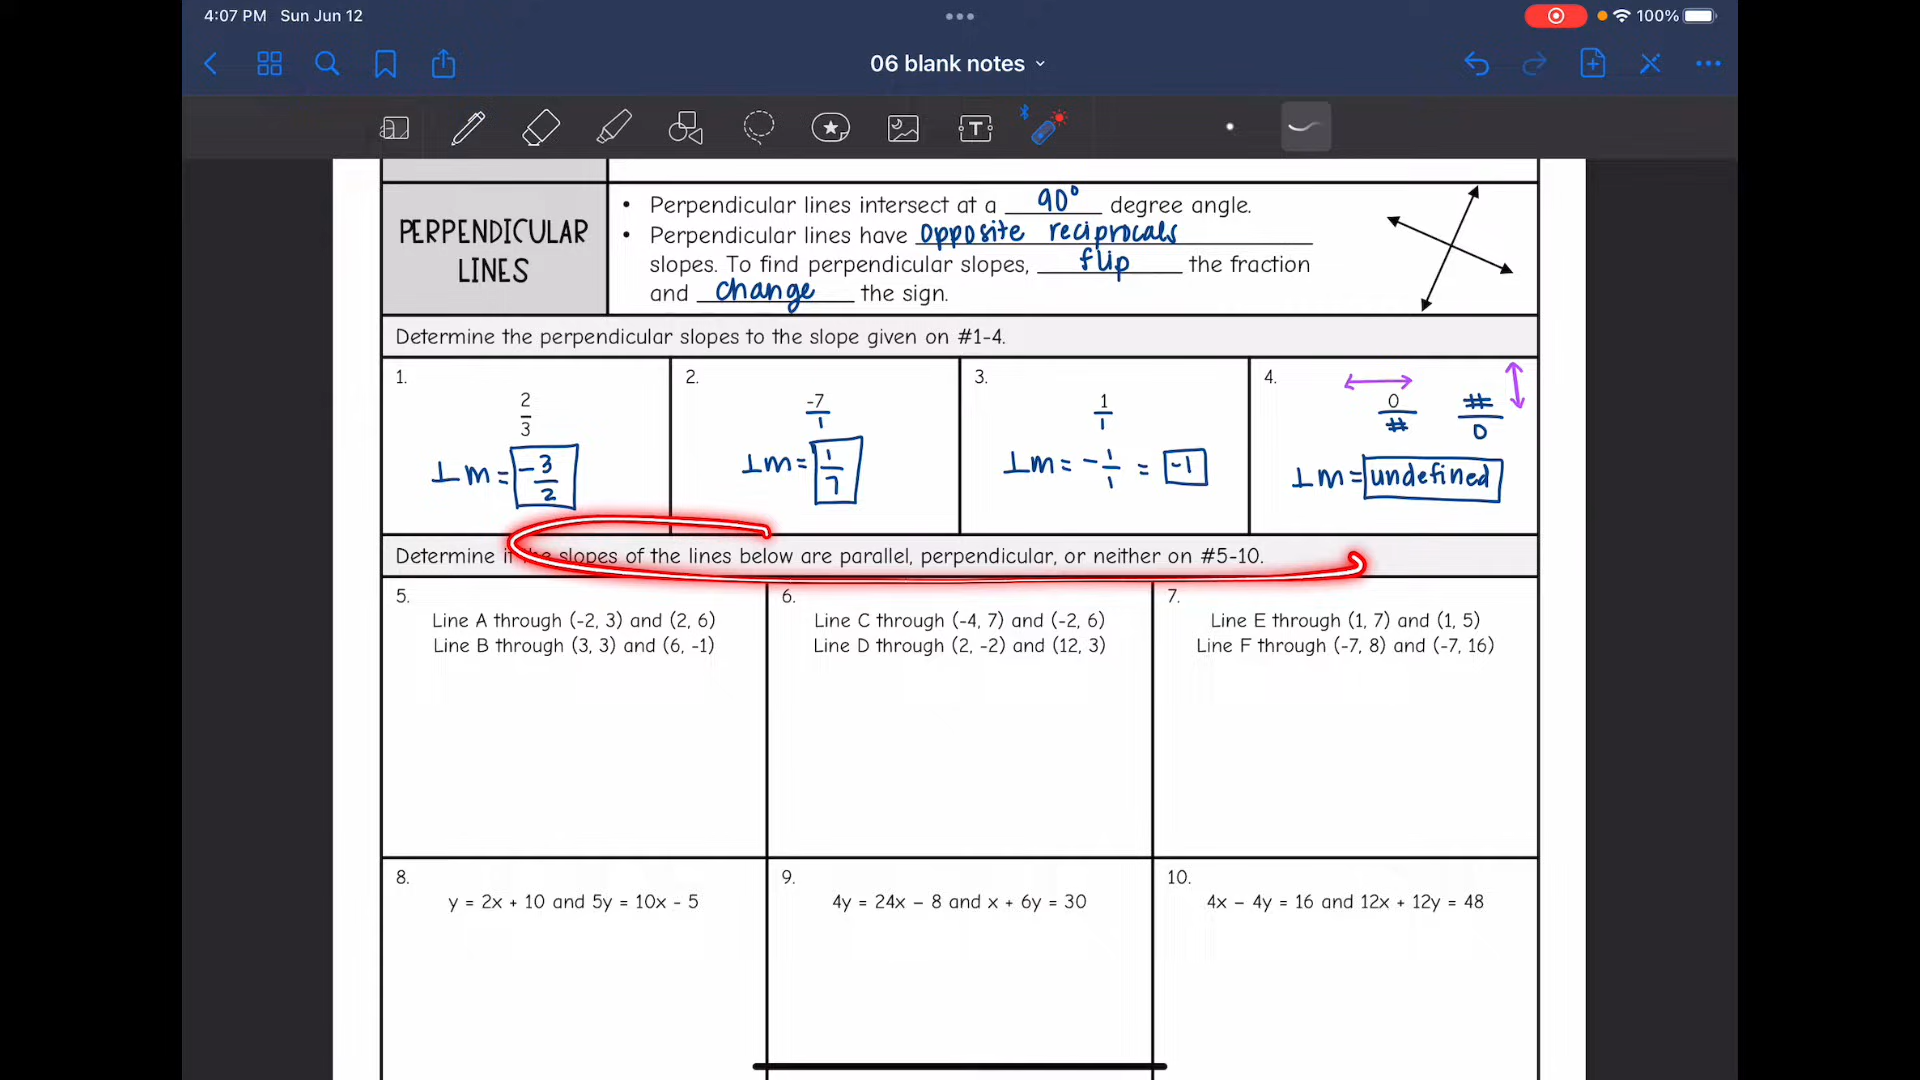 4:07 PM Sun Jun 12
100%
06 blank notes
PERPENDICULAR LINES
• Perpendicular lines intersect at a 90° degree angle.
• Perpendicular lines have opposite reciprocals
slopes. To find perpendicular slopes, flip the fraction
and change the sign.
Determine the perpendicular slopes to the slope given on #1-4.
1.
2/3
⊥m = -3/2
2.
-7/1
⊥m = 1/7
3.
1/1
⊥m = -1/1 = -1
4.
0/# #/0
⊥m = undefined
Determine if the slopes of the lines below are parallel, perpendicular, or neither on #5-10.
5.
Line A through (-2, 3) and (2, 6)
Line B through (3, 3) and (6, -1)
6.
Line C through (-4, 7) and (-2, 6)
Line D through (2, -2) and (12, 3)
7.
Line E through (1, 7) and (1, 5)
Line F through (-7, 8) and (-7, 16)
8.
y = 2x + 10 and 5y = 10x - 5
9.
4y = 24x – 8 and x + 6y = 30
10.
4x – 4y = 16 and 12x + 12y = 48